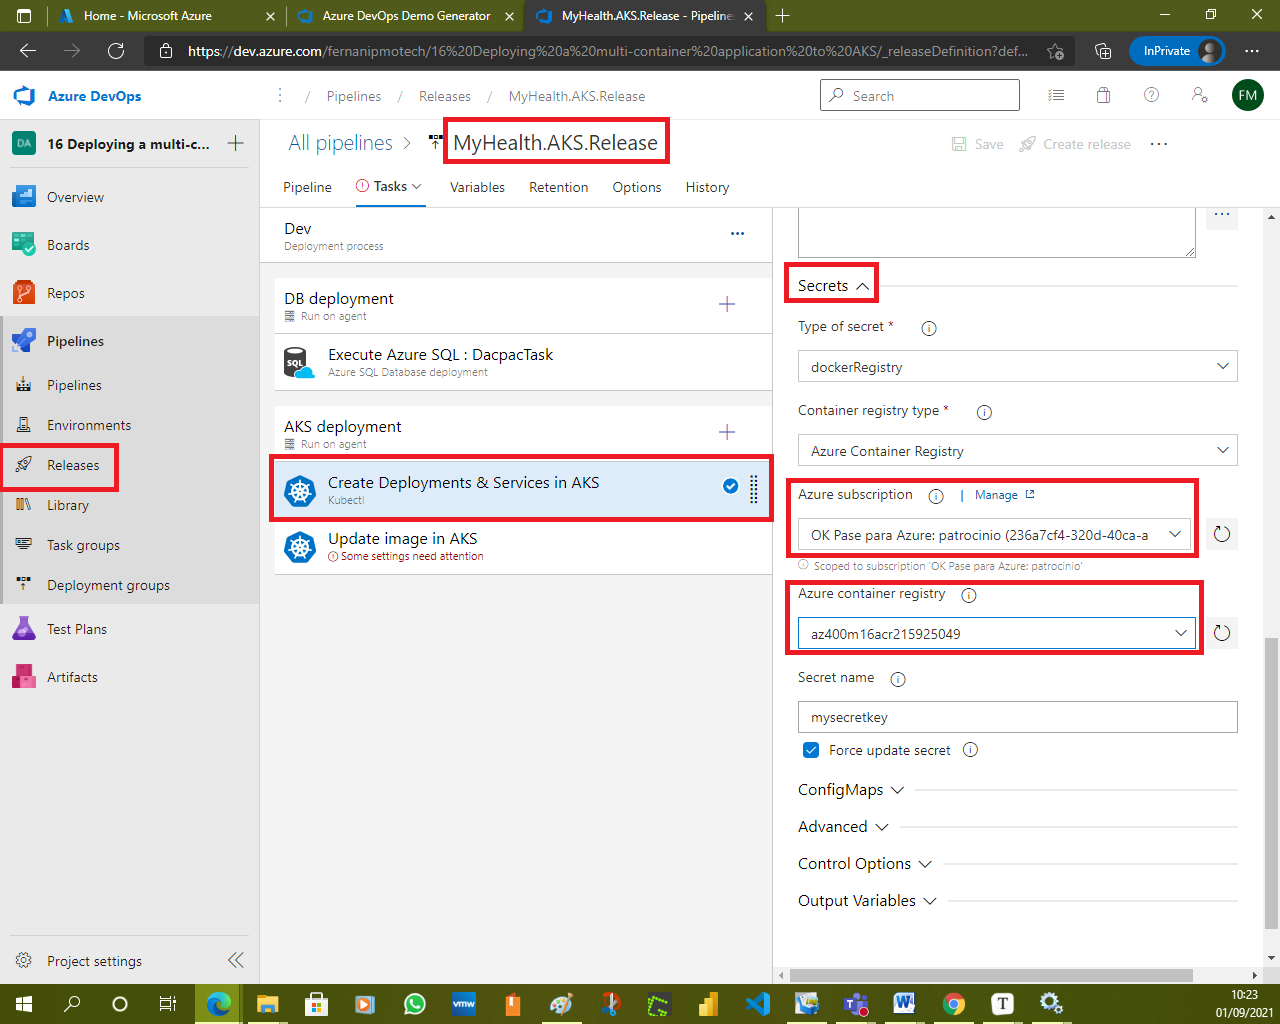 Home - Microsoft Azure
Azure DevOps Demo Generator
MyHealth.AKS.Release - Pipeline
https://dev.azure.com/fernanipmotech/16%20Deploying%20a%20multi-container%20application%20to%20AKS/_releaseDefinition?def...
InPrivate
Azure DevOps
/ Pipelines / Releases / MyHealth.AKS.Release
Search
FM
DA
16 Deploying a multi-c...
All pipelines
MyHealth.AKS.Release
Save
Create release
Overview
Boards
Repos
Pipelines
Pipelines
Environments
Releases
Library
Task groups
Deployment groups
Test Plans
Artifacts
Project settings
Pipeline
Tasks
Variables
Retention
Options
History
Dev
Deployment process
DB deployment
Run on agent
SQL
Execute Azure SQL : DacpacTask
Azure SQL Database deployment
AKS deployment
Run on agent
Create Deployments & Services in AKS
Kubectl
Update image in AKS
Some settings need attention
Secrets
Type of secret *
dockerRegistry
Container registry type *
Azure Container Registry
Azure subscription | Manage
OK Pase para Azure: patrocinio (236a7cf4-320d-40ca-a
Scoped to subscription 'OK Pase para Azure: patrocinio'
Azure container registry
az400m16acr215925049
Secret name
mysecretkey
Force update secret
ConfigMaps
Advanced
Control Options
Output Variables
vmw
T
10:23
01/09/2021